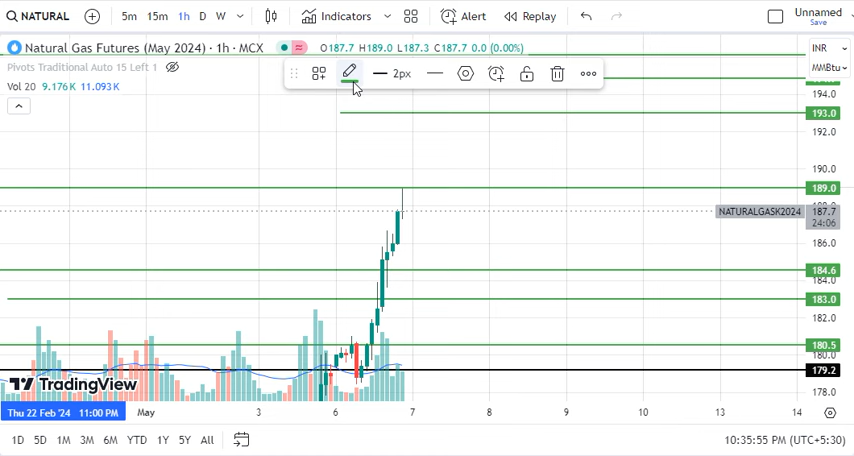 NATURAL 5m 15m 1h D W Indicators Alert Replay Unnamed
Save
Natural Gas Futures (May 2024) · 1h · MCX O187.7 H189.0 L187.3 C187.7 0.0 (0.00%) INR
Pivots Traditional Auto 15 Left 1 2px MMBtu
Vol 20 9.176K 11.093K
194.0
193.0
192.0
190.0
189.0
NATURALGASK2024 187.7
24:06
186.0
184.6
184.0
183.0
182.0
180.5
180.0
179.2
TradingView
178.0
Thu 22 Feb '24 11:00 PM May 3 6 7 8 9 10 13 14
1D 5D 1M 3M 6M YTD 1Y 5Y All 10:35:55 PM (UTC+5:30)